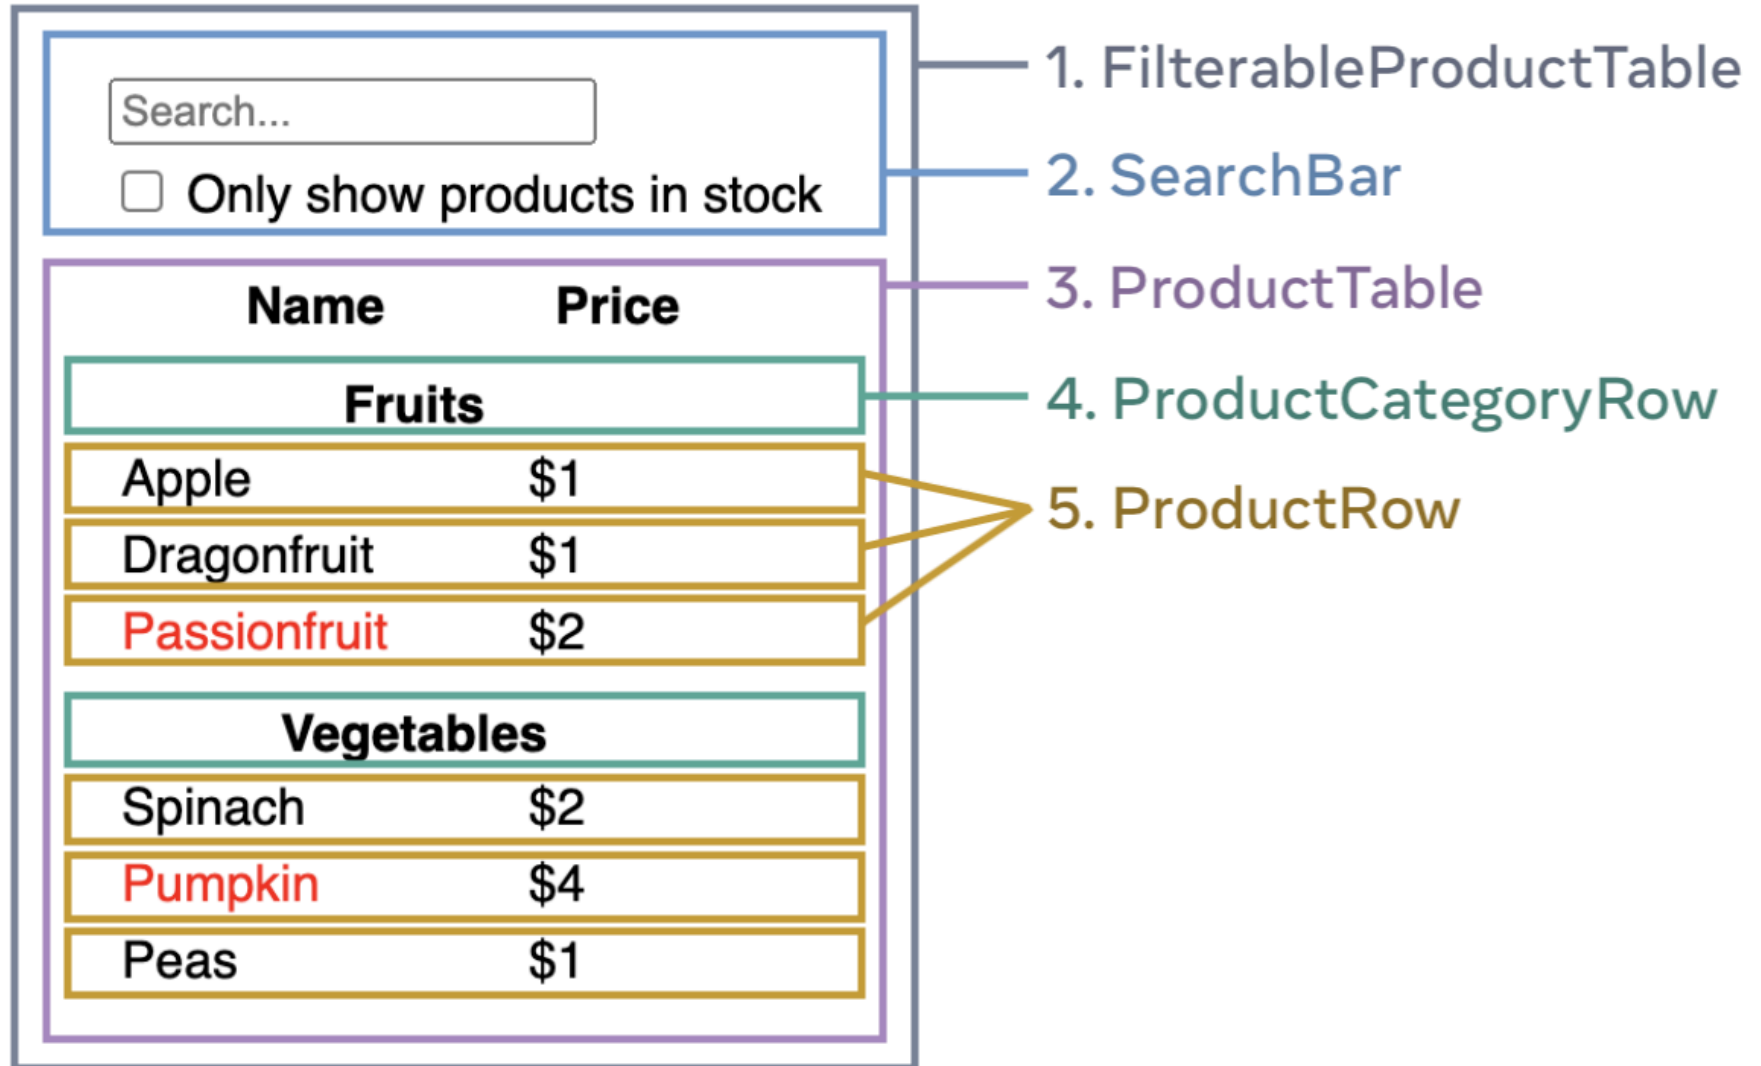 Search...
Only show products in stock
Name Price
Fruits
Apple $1
Dragonfruit $1
Passionfruit $2
Vegetables
Spinach $2
Pumpkin $4
Peas $1
1. FilterableProductTable
2. SearchBar
3. ProductTable
4. ProductCategoryRow
5. ProductRow